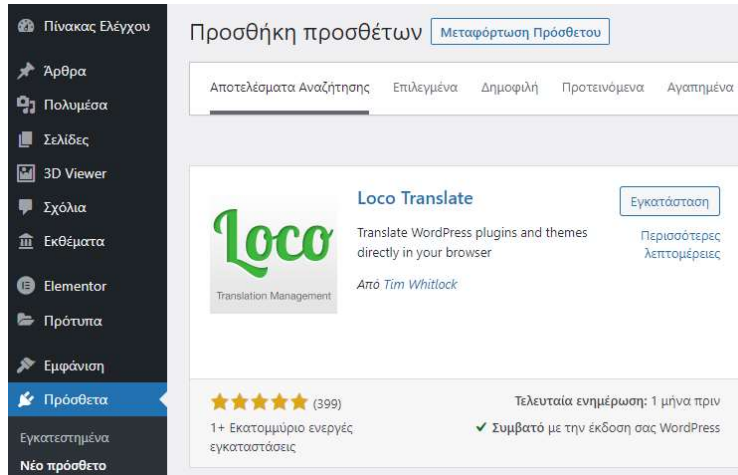 Πίνακας Ελέγχου
Άρθρα
Πολυμέσα
Σελίδες
3D Viewer
Σχόλια
Εκθέματα
Elementor
Πρότυπα
Εμφάνιση
Πρόσθετα
Εγκατεστημένα
Νέο πρόσθετο
Προσθήκη προσθέτων Μεταφόρτωση Πρόσθετου
Αποτελέσματα Αναζήτησης Επιλεγμένα Δημοφιλή Προτεινόμενα Αγαπημένα
Loco
Translation Management
Loco Translate
Translate WordPress plugins and themes
directly in your browser
Από Tim Whitlock
Εγκατάσταση
Περισσότερες
λεπτομέρειες
(399)
1+ Εκατομμύριο ενεργές
εγκαταστάσεις
Τελευταία ενημέρωση: 1 μήνα πριν
✔ Συμβατό με την έκδοση σας WordPress